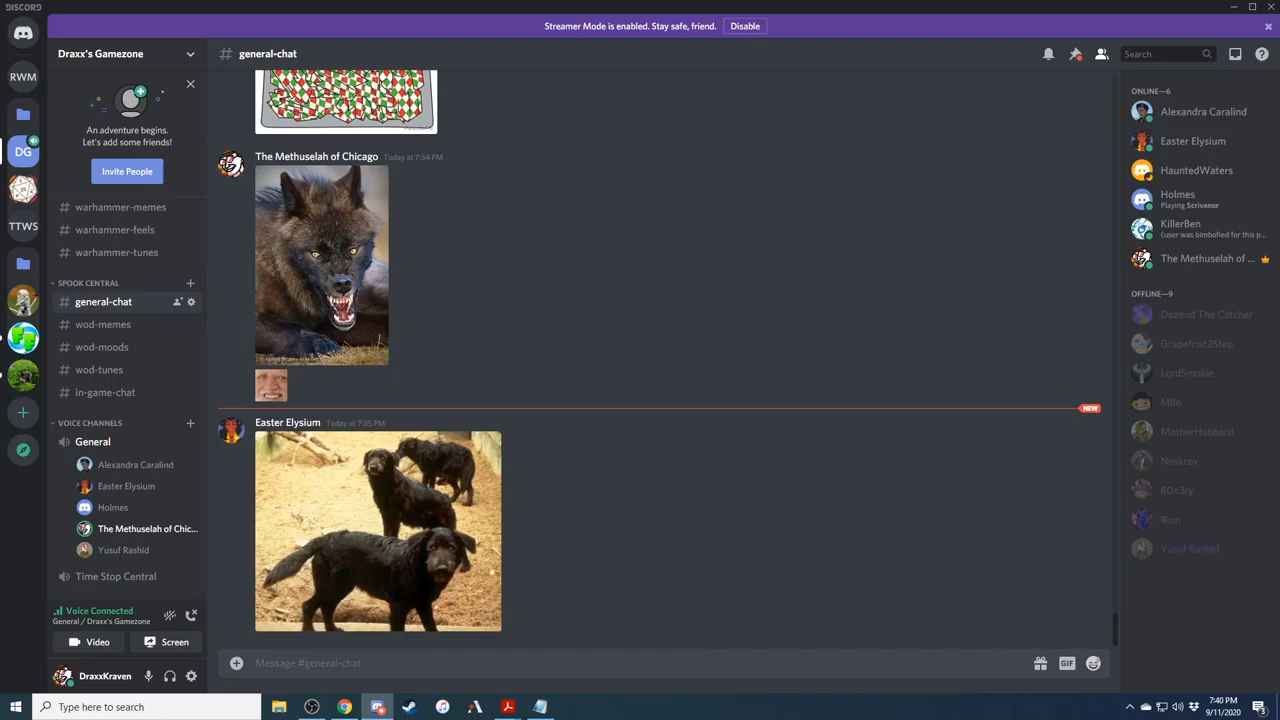 DISCORD
Streamer Mode is enabled. Stay safe, friend.
Disable
RWM
DG
TTWS
Draxx's Gamezone
An adventure begins.
Let's add some friends!
Invite People
# warhammer-memes
# warhammer-feels
# warhammer-tunes
SPOOK CENTRAL
# general-chat
# wod-memes
# wod-moods
# wod-tunes
# in-game-chat
VOICE CHANNELS
General
Alexandra Caralind
Easter Elysium
Holmes
The Methuselah of Chic...
Yusuf Rashid
Time Stop Central
Voice Connected
General / Draxx's Gamezone
Video
Screen
DraxxKraven
# general-chat
Search
The Methuselah of Chicago Today at 7:34 PM
NEW
Easter Elysium Today at 7:35 PM
Message #general-chat
GIF
ONLINE—6
Alexandra Caralind
Easter Elysium
HauntedWaters
Holmes
Playing Scrivener
KillerBen
(user was bimbofied for this p...
The Methuselah of ...
OFFLINE—9
Dozend The Catcher
Grapefruit2Step
LordSmokie
Milo
MotherHubbard
Noskrox
R0n3ry
Rion
Yusuf Rashid
Type here to search
7:40 PM
9/11/2020